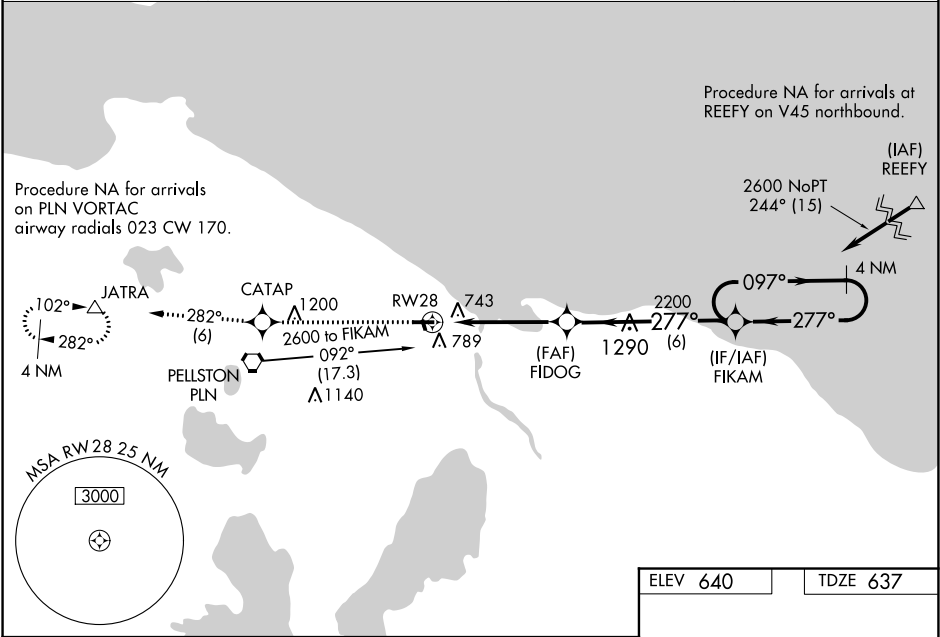 Procedure NA for arrivals at
REEFY on V45 northbound.
(IAF)
REEFY
2600 NoPT
244° (15)
Procedure NA for arrivals
on PLN VORTAC
airway radials 023 CW 170.
4 NM
097°
JATRA
102°
282°
4 NM
282°
(6)
CATAP
1200
RW28
743
789
2600 to FIKAM
092°
(17.3)
1140
PELLSTON
PLN
(FAF)
FIDOG
2200
277°
(6)
1290
(IF/IAF)
FIKAM
277°
MSA RW 28 25 NM
3000
ELEV 640
TDZE 637